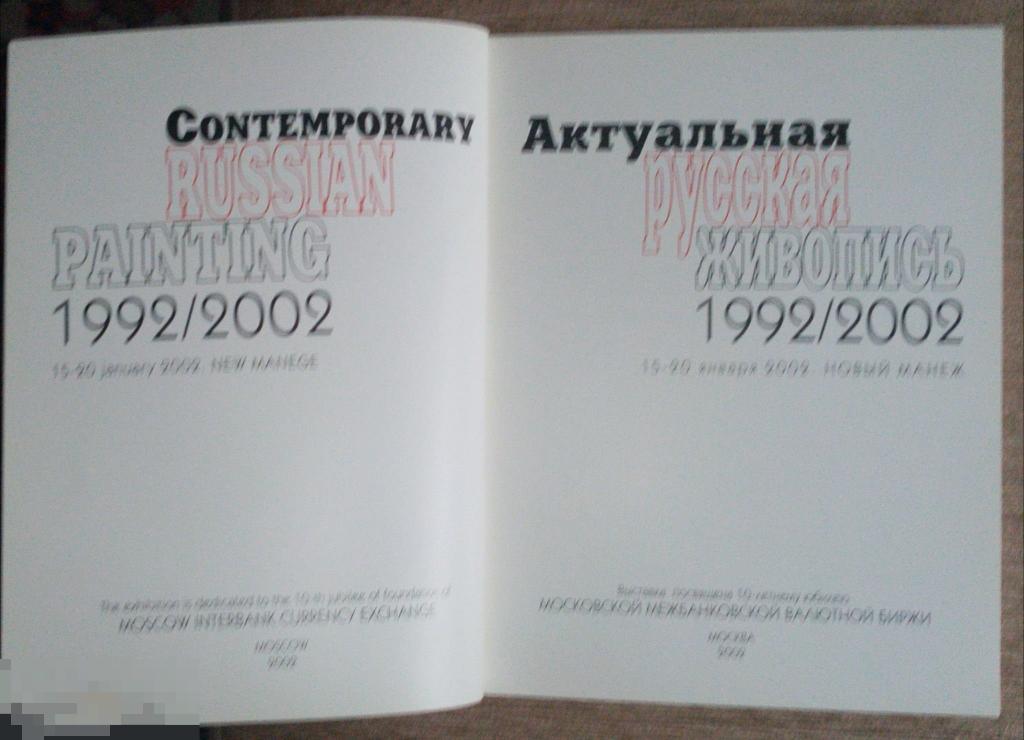 CONTEMPORARY
RUSSIAN
PAINTING
1992/2002
15-20 january 2002. NEW MANEGE
The exhibition is dedicated to the 10-th jubilee of foundation of
MOSCOW INTERBANK CURRENCY EXCHANGE
MOSCOW
2002
Актуальная
русская
ЖИВОПИСЬ
1992/2002
15-20 января 2002. НОВЫЙ МАНЕЖ
Выставка посвящена 10-летнему юбилею
МОСКОВСКОЙ МЕЖБАНКОВСКОЙ ВАЛЮТНОЙ БИРЖИ
МОСКВА
2002